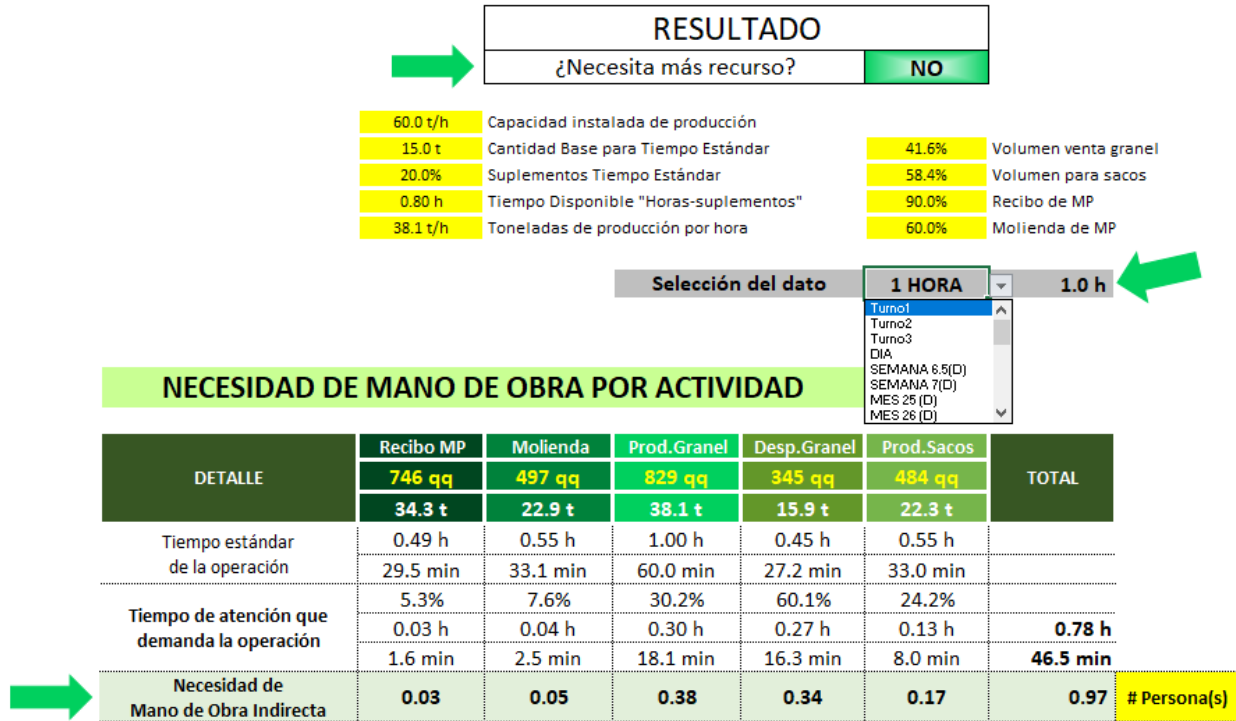 RESULTADO
¿Necesita más recurso? NO
60.0 t/h Capacidad instalada de producción
15.0 t Cantidad Base para Tiempo Estándar 41.6% Volumen venta granel
20.0% Suplementos Tiempo Estándar 58.4% Volumen para sacos
0.80 h Tiempo Disponible "Horas-suplementos" 90.0% Recibo de MP
38.1 t/h Toneladas de producción por hora 60.0% Molienda de MP
Selección del dato 1 HORA 1.0 h
Turno1
Turno2
Turno3
DIA
SEMANA 6.5(D)
SEMANA 7(D)
MES 25 (D)
MES 26 (D)
NECESIDAD DE MANO DE OBRA POR ACTIVIDAD
DETALLE Recibo MP Molienda Prod.Granel Desp.Granel Prod.Sacos TOTAL
746 qq 497 qq 829 qq 345 qq 484 qq
34.3 t 22.9 t 38.1 t 15.9 t 22.3 t
Tiempo estándar 0.49 h 0.55 h 1.00 h 0.45 h 0.55 h
de la operación 29.5 min 33.1 min 60.0 min 27.2 min 33.0 min
Tiempo de atención que 5.3% 7.6% 30.2% 60.1% 24.2%
demanda la operación 0.03 h 0.04 h 0.30 h 0.27 h 0.13 h 0.78 h
1.6 min 2.5 min 18.1 min 16.3 min 8.0 min 46.5 min
Necesidad de
Mano de Obra Indirecta 0.03 0.05 0.38 0.34 0.17 0.97 # Persona(s)